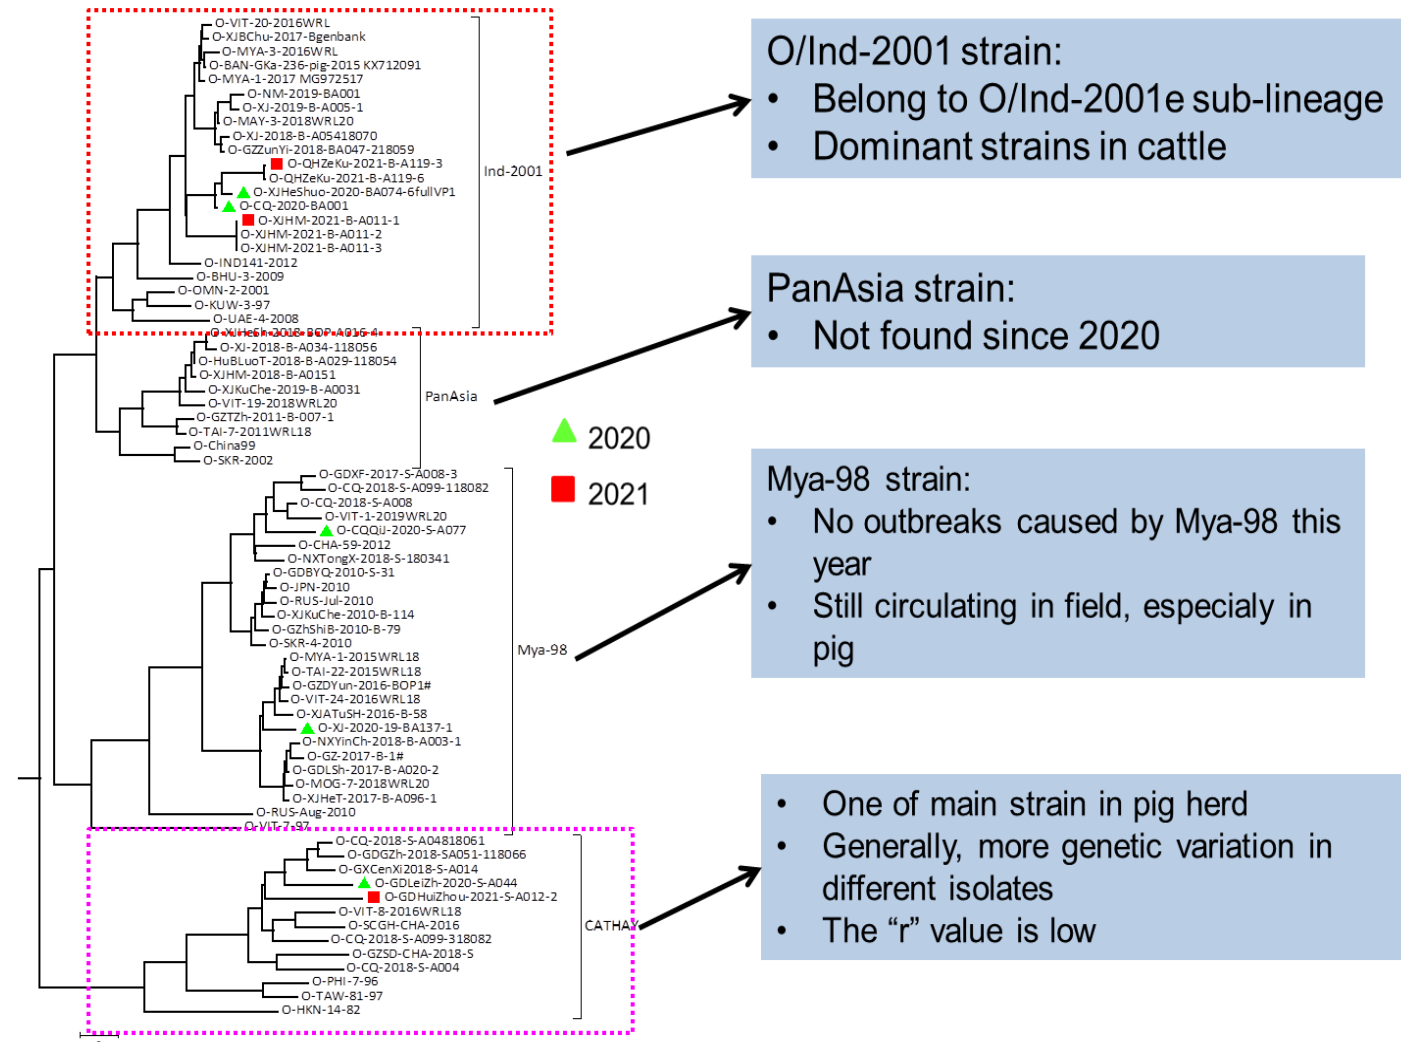 O-VIT-20-2016WRL
O-XJBChu-2017-Bgenbank
O-MYA-3-2016WRL
O-BAN-GKa-236-pig-2015 KX712091
O-MYA-1-2017 MG972517
O-NM-2019-BA001
O-XJ-2019-B-A005-1
O-MAY-3-2018WRL20
O-XJ-2018-B-A05418070
O-GZZunYi-2018-BA047-218059
O-QHZeKu-2021-B-A119-3
O-QHZeKu-2021-B-A119-6
O-XJHeShuo-2020-BA074-6fullVP1
O-CQ-2020-BA001
O-XJHM-2021-B-A011-1
O-XJHM-2021-B-A011-2
O-XJHM-2021-B-A011-3
O-IND141-2012
O-BHU-3-2009
O-OMN-2-2001
O-KUW-3-97
O-UAE-4-2008
Ind-2001
O-XJHeSh-2018-BOP-A016-4
O-XJ-2018-B-A034-118056
O-HuBLuoT-2018-B-A029-118054
O-XJHM-2018-B-A0151
O-XJKuChe-2019-B-A0031
O-VIT-19-2018WRL20
O-GZTZh-2011-B-007-1
O-TAI-7-2011WRL18
O-China99
O-SKR-2002
PanAsia
O-GDXF-2017-S-A008-3
O-CQ-2018-S-A099-118082
O-CQ-2018-S-A008
O-VIT-1-2019WRL20
O-CQQiJ-2020-S-A077
O-CHA-59-2012
O-NXTongX-2018-S-180341
O-GDBYQ-2010-S-31
O-JPN-2010
O-RUS-Jul-2010
O-XJKuChe-2010-B-114
O-GZhShiB-2010-B-79
O-SKR-4-2010
O-MYA-1-2015WRL18
O-TAI-22-2015WRL18
O-GZDYun-2016-BOP1#
O-VIT-24-2016WRL18
O-XJATuSH-2016-B-58
O-XJ-2020-19-BA137-1
O-NXYinCh-2018-B-A003-1
O-GZ-2017-B-1#
O-GDLSh-2017-B-A020-2
O-MOG-7-2018WRL20
O-XJHeT-2017-B-A096-1
O-RUS-Aug-2010
O-VIT-7-97
Mya-98
O-CQ-2018-S-A04818061
O-GDGZh-2018-SA051-118066
O-GXCenXi2018-S-A014
O-GDLeiZh-2020-S-A044
O-GDHuiZhou-2021-S-A012-2
O-VIT-8-2016WRL18
O-SCGH-CHA-2016
O-CQ-2018-S-A099-318082
O-GZSD-CHA-2018-S
O-CQ-2018-S-A004
O-PHI-7-96
O-TAW-81-97
O-HKN-14-82
CATHAY
2020
2021
O/Ind-2001 strain:
• Belong to O/Ind-2001e sub-lineage
• Dominant strains in cattle
PanAsia strain:
• Not found since 2020
Mya-98 strain:
• No outbreaks caused by Mya-98 this
year
• Still circulating in field, especialy in
pig
• One of main strain in pig herd
• Generally, more genetic variation in
different isolates
• The “r” value is low